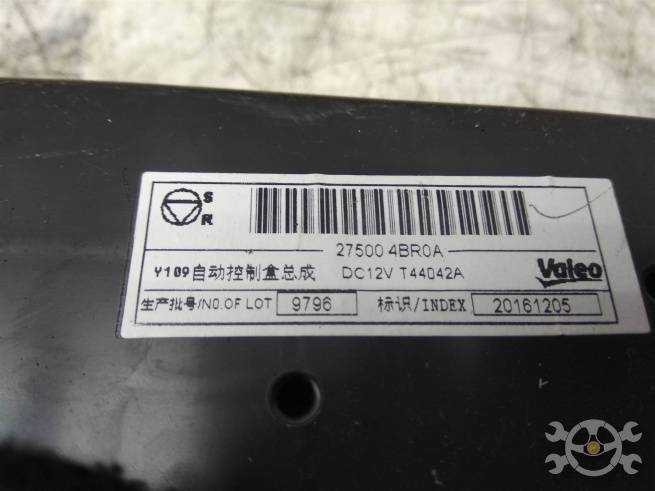 S
R
27500 4BR0A
Y109自动控制盒总成 DC12V T44042A Valeo
生产批号/NO.OF LOT 9796 标识/INDEX 20161205